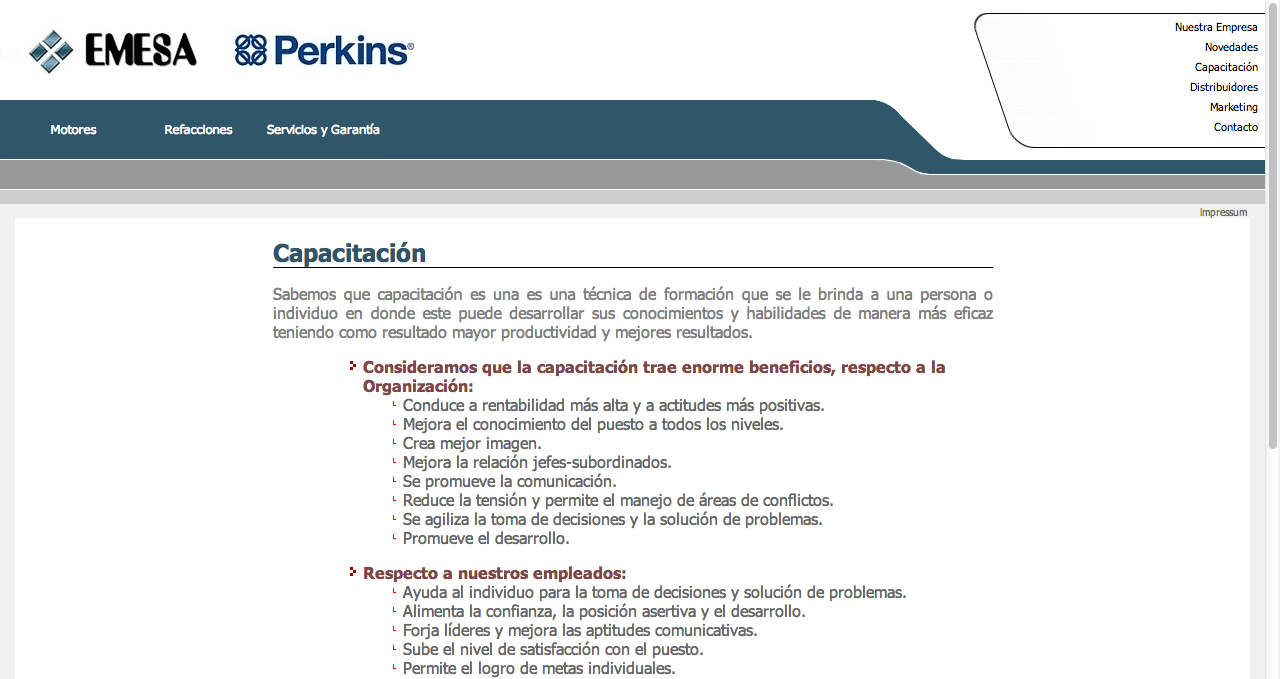 EMESA
Perkins®
Nuestra Empresa
Novedades
Capacitación
Distribuidores
Marketing
Contacto
Motores
Refacciones
Servicios y Garantía
Impressum
Capacitación
Sabemos que capacitación es una es una técnica de formación que se le brinda a una persona o
individuo en donde este puede desarrollar sus conocimientos y habilidades de manera más eficaz
teniendo como resultado mayor productividad y mejores resultados.
Consideramos que la capacitación trae enorme beneficios, respecto a la
Organización:
Conduce a rentabilidad más alta y a actitudes más positivas.
Mejora el conocimiento del puesto a todos los niveles.
Crea mejor imagen.
Mejora la relación jefes-subordinados.
Se promueve la comunicación.
Reduce la tensión y permite el manejo de áreas de conflictos.
Se agiliza la toma de decisiones y la solución de problemas.
Promueve el desarrollo.
Respecto a nuestros empleados:
Ayuda al individuo para la toma de decisiones y solución de problemas.
Alimenta la confianza, la posición asertiva y el desarrollo.
Forja líderes y mejora las aptitudes comunicativas.
Sube el nivel de satisfacción con el puesto.
Permite el logro de metas individuales.